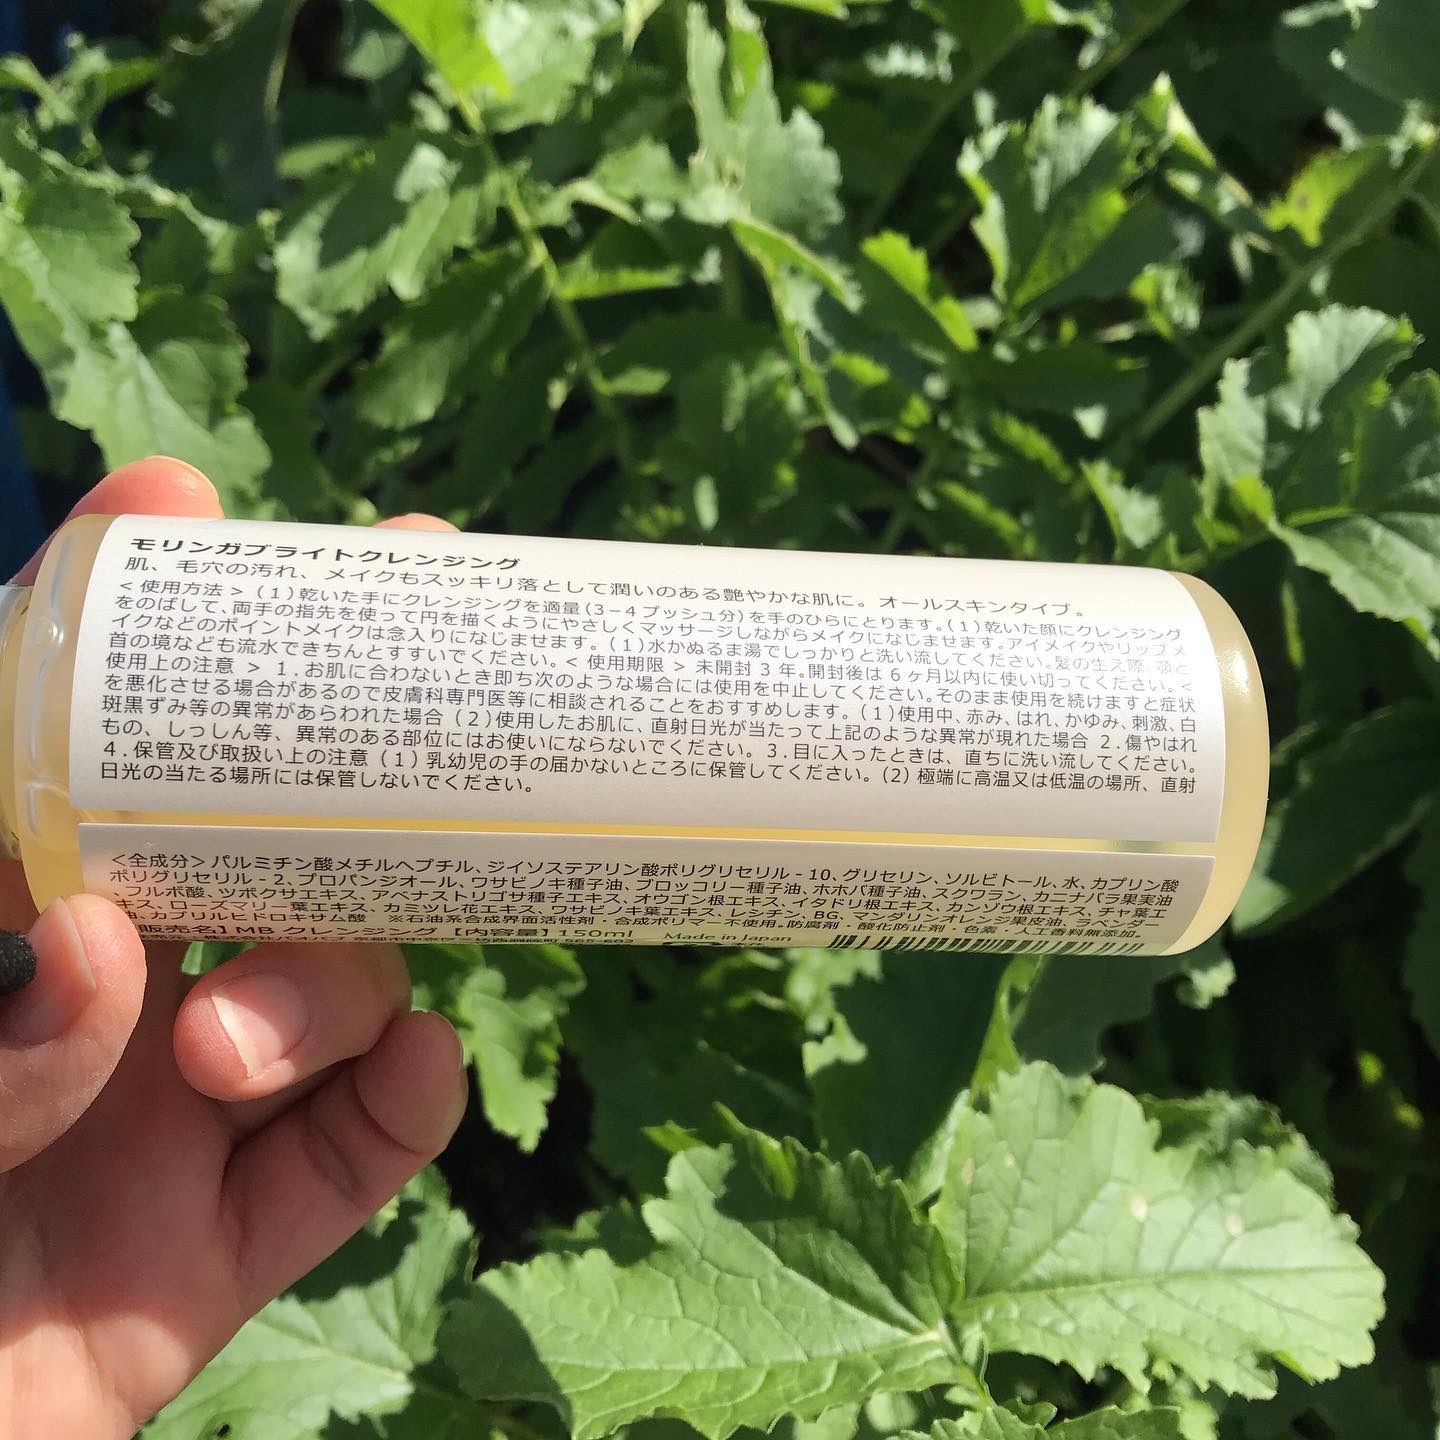 モリンガブライトクレンジング
肌、毛穴の汚れ、メイクもスッキリ落として潤いのある艶やかな肌に。オールスキンタイプ。
< 使用方法 > (1)乾いた手にクレンジングを適量(3－4プッシュ分)を手のひらにとります。(1)乾いた顔にクレンジング
をのばして、両手の指先を使って円を描くようにやさしくマッサージしながらメイクになじませます。アイメイクやリップメ
イクなどのポイントメイクは念入りになじませます。(1)水かぬるま湯でしっかりと洗い流してください。髪の生え際、顎と
首の境なども流水できちんとすすいでください。< 使用期限 > 未開封 3 年。開封後は 6 ヶ月以内に使い切ってください。<
使用上の注意 > 1.お肌に合わないとき即ち次のような場合には使用を中止してください。そのまま使用を続けますと症状
を悪化させる場合があるので皮膚科専門医等に相談されることをおすすめします。(1)使用中、赤み、はれ、かゆみ、刺激、白
斑黒ずみ等の異常があらわれた場合 (2)使用したお肌に、直射日光が当たって上記のような異常が現れた場合 2.傷やはれ
もの、しっしん等、異常のある部位にはお使いにならないでください。3.目に入ったときは、直ちに洗い流してください。
4.保管及び取扱い上の注意 (1) 乳幼児の手の届かないところに保管してください。(2) 極端に高温又は低温の場所、直射
日光の当たる場所には保管しないでください。
<全成分>パルミチン酸メチルヘプチル、ジイソステアリン酸ポリグリセリル‐10、グリセリン、ソルビトール、水、カプリン酸
ポリグリセリル‐2、プロパンジオール、ワサビノキ種子油、ブロッコリー種子油、ホホバ種子油、スクワラン、カニナバラ果実油
、フルボ酸、ツボクサエキス、アベナストリゴサ種子エキス、オウゴン根エキス、イタドリ根エキス、カンゾウ根エキス、チャ葉エ
キス、ローズマリー葉エキス、カミツレ花エキス、ワサビノキ葉エキス、レシチン、BG、マンダリンオレンジ果皮油、ラベンダー
油、カプリルヒドロキサム酸　※石油系合成界面活性剤・合成ポリマー不使用。防腐剤・酸化防止剤・色素・人工香料無添加。
販売名】MB クレンジング【内容量】150ml Made in Japan
株式会社バオバブ 京都市中京区 565-602